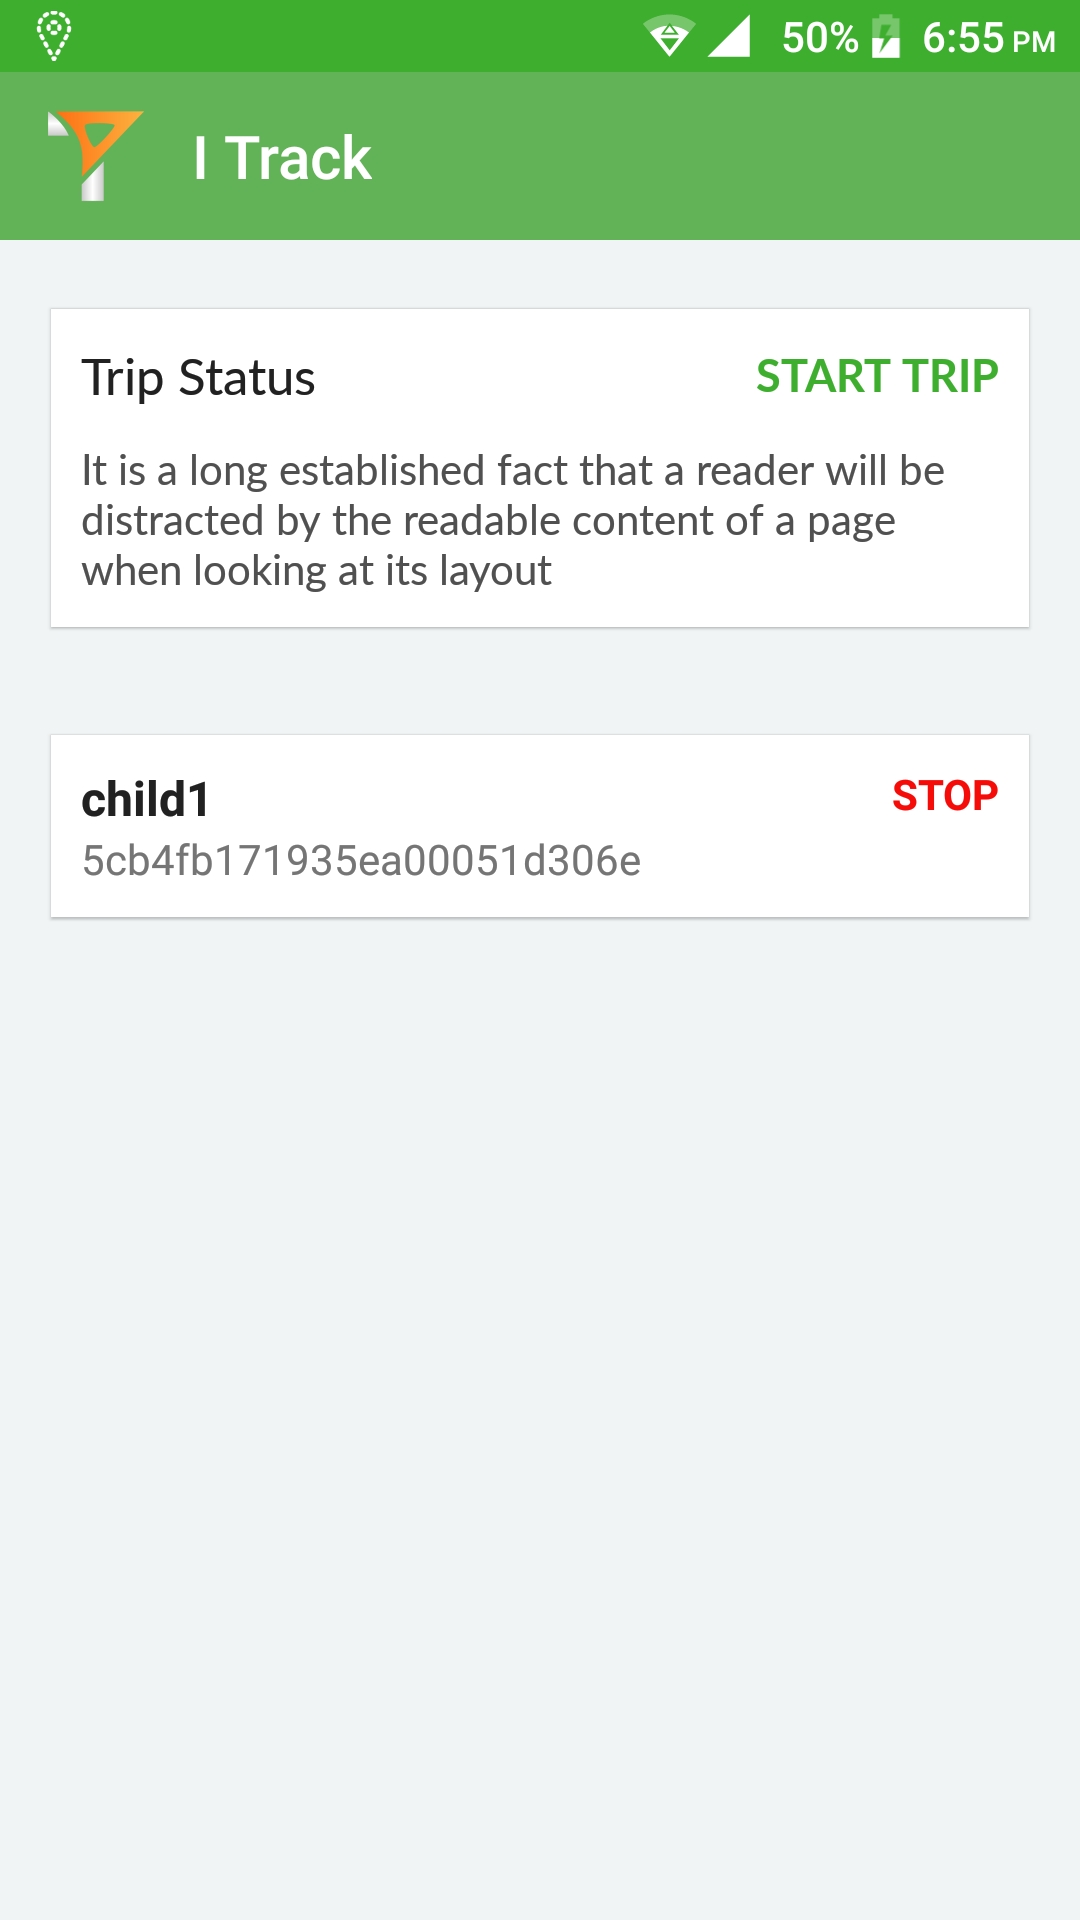 50% 6:55 PM
I Track
Trip Status START TRIP
It is a long established fact that a reader will be
distracted by the readable content of a page
when looking at its layout
child1 STOP
5cb4fb171935ea00051d306e